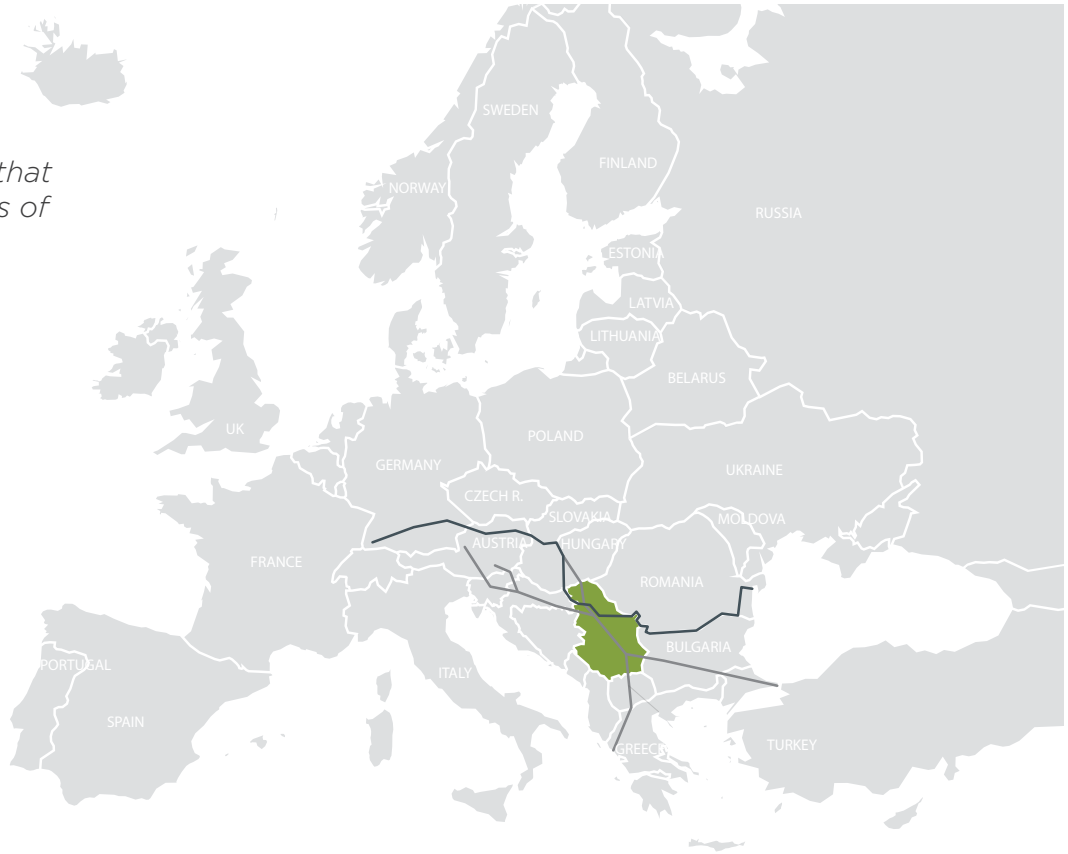 SWEDEN
FINLAND
that
NORWAY
s of
RUSSIA
ESTONIA
LATVIA
LITHUANIA
BELARUS
UK
POLAND
GERMANY
UKRAINE
CZECH R.
SLOVAKIA
MOLDOVA
AUSTRIA
HUNGARY
FRANCE
ROMANIA
BULGARIA
PORTUGAL
ITALY
SPAIN
TURKEY
GREECE